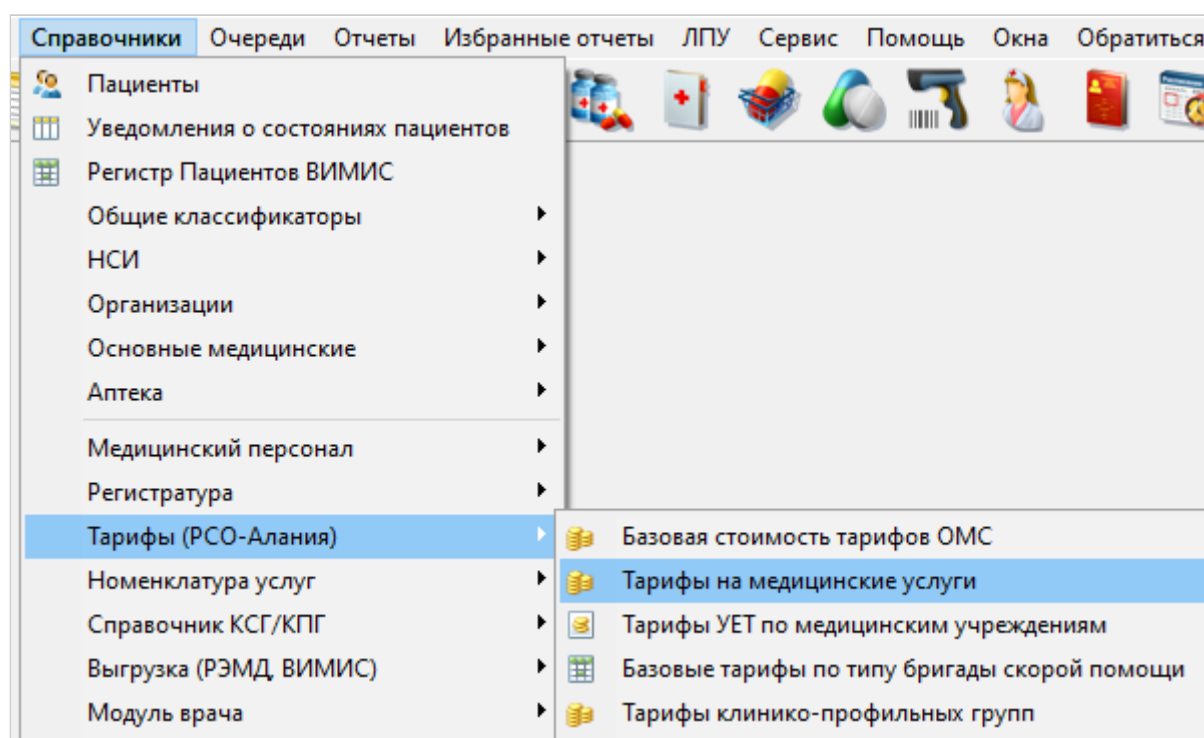 Справочники Очереди Отчеты Избранные отчеты ЛПУ Сервис Помощь Окна Обратиться
Пациенты
Уведомления о состояниях пациентов
Регистр Пациентов ВИМИС
Общие классификаторы
НСИ
Организации
Основные медицинские
Аптека
Медицинский персонал
Регистратура
Тарифы (РСО-Алания)
Базовая стоимость тарифов ОМС
Номенклатура услуг
Тарифы на медицинские услуги
Справочник КСГ/КПГ
Тарифы УЕТ по медицинским учреждениям
Выгрузка (РЭМД, ВИМИС)
Базовые тарифы по типу бригады скорой помощи
Модуль врача
Тарифы клинико-профильных групп